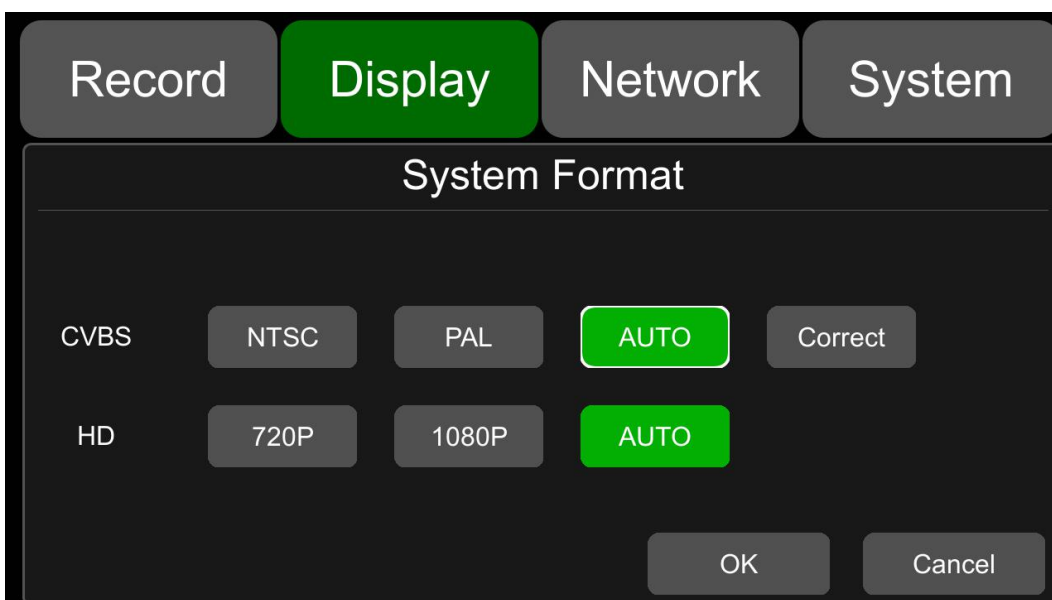 Record Display Network System
System Format
CVBS NTSC PAL AUTO Correct
HD 720P 1080P AUTO
OK Cancel